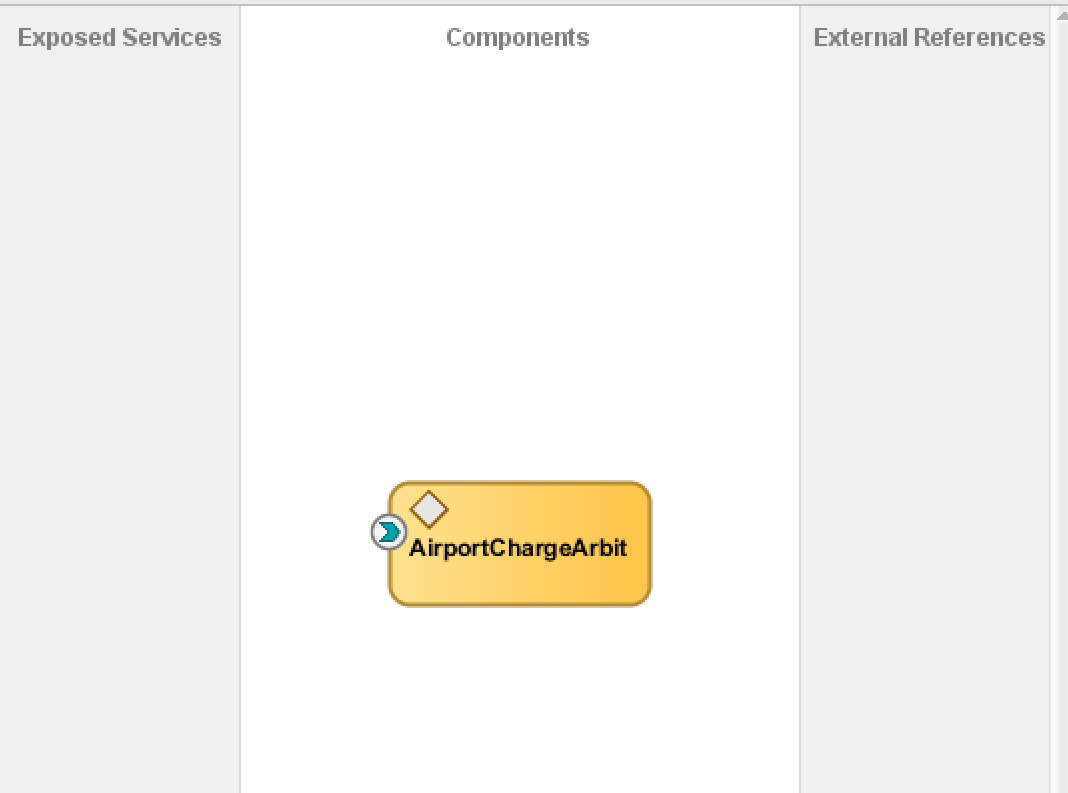 Exposed Services
Components
External References
AirportChargeArbit